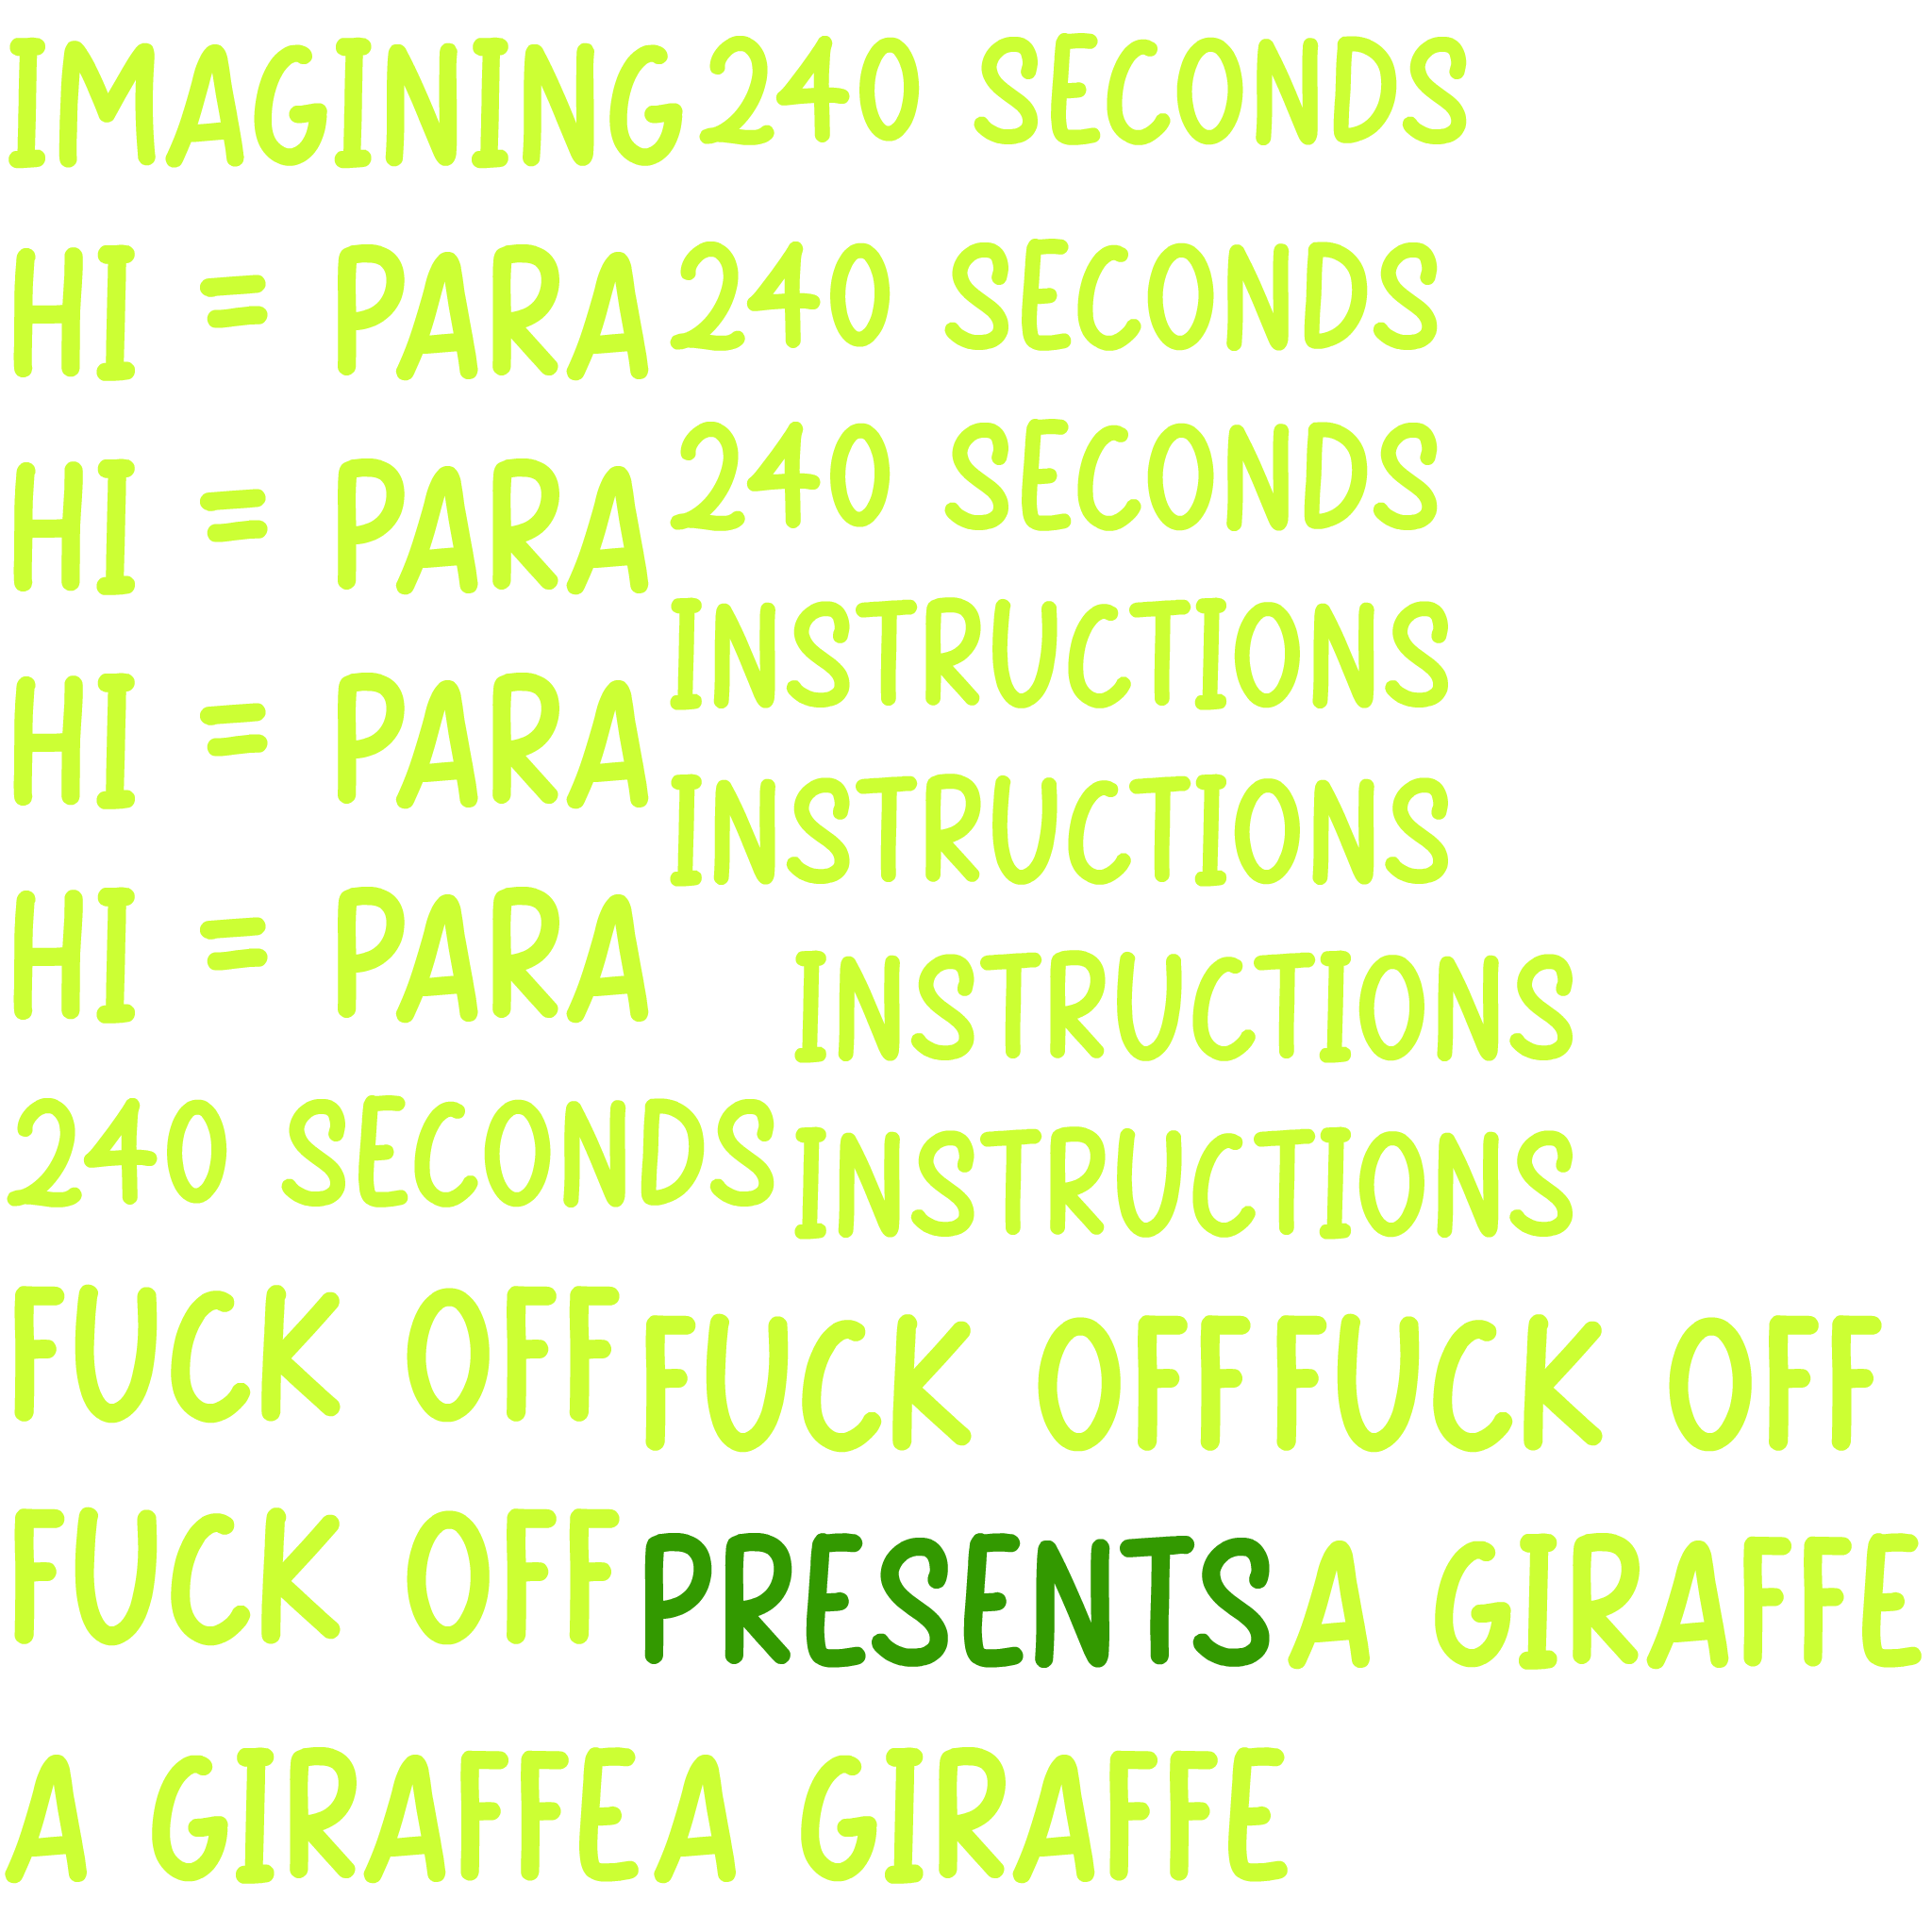 IMAGINING 240 SECONDS
HI = PARA 240 SECONDS
HI = PARA 240 SECONDS
HI = PARA INSTRUCTIONS
INSTRUCTIONS
HI = PARA INSTRUCTIONS
240 SECONDS INSTRUCTIONS
FUCK OFF FUCK OFF FUCK OFF
FUCK OFF PRESENTS A GIRAFFE
A GIRAFFE A GIRAFFE